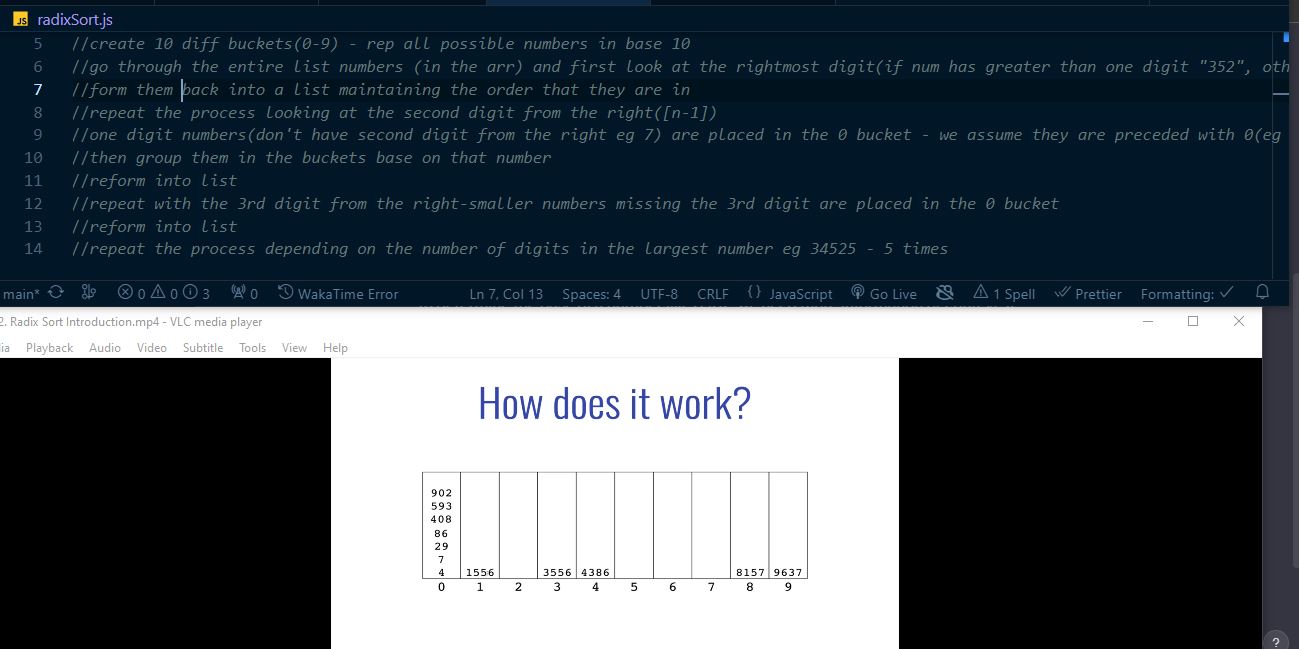 JS radixSort.js
5 //create 10 diff buckets(0-9) - rep all possible numbers in base 10
6 //go through the entire list numbers (in the arr) and first look at the rightmost digit(if num has greater than one digit "352", oth
7 //form them back into a list maintaining the order that they are in
8 //repeat the process looking at the second digit from the right([n-1])
9 //one digit numbers(don't have second digit from the right eg 7) are placed in the 0 bucket - we assume they are preceded with 0(eg
10 //then group them in the buckets base on that number
11 //reform into list
12 //repeat with the 3rd digit from the right-smaller numbers missing the 3rd digit are placed in the 0 bucket
13 //reform into list
14 //repeat the process depending on the number of digits in the largest number eg 34525 - 5 times
main* 0 0 3 0 WakaTime Error Ln 7, Col 13 Spaces: 4 UTF-8 CRLF {} JavaScript Go Live 1 Spell Prettier Formating: ✓
2. Radix Sort Introduction.mp4 - VLC media player
ia Playback Audio Video Subtitle Tools View Help
How does it work?
902
593
408
86
29
7
4 1556 3556 4386 8157 9637
0 1 2 3 4 5 6 7 8 9
?